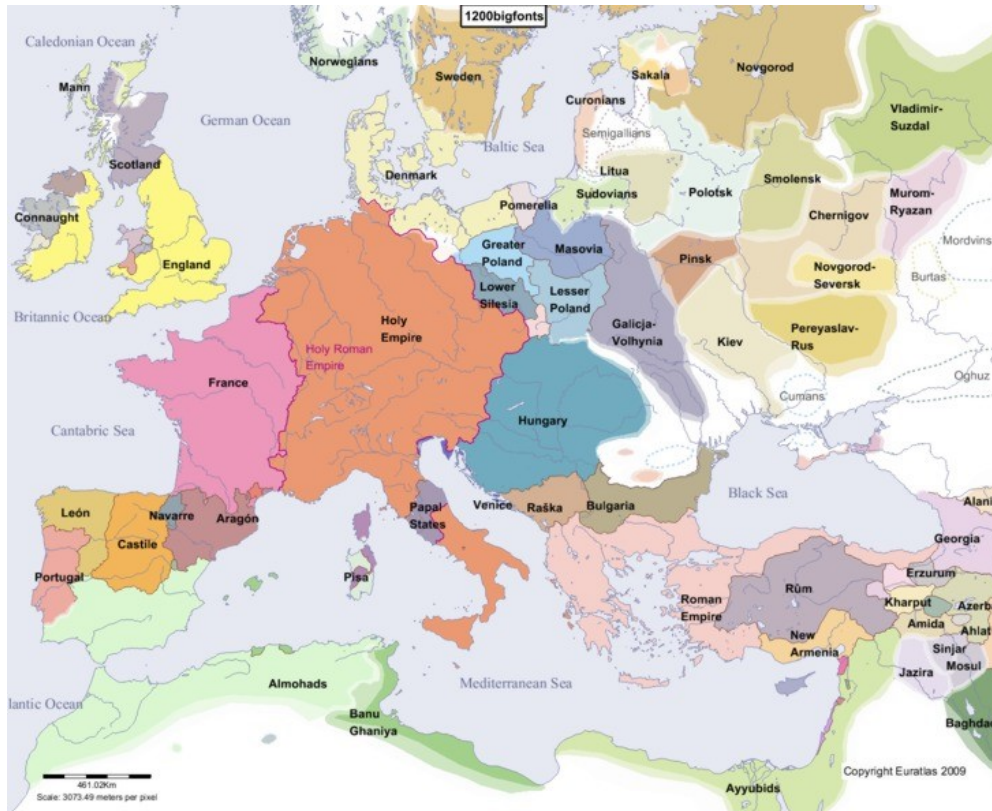 1200bigfonts
Caledonian Ocean
Norwegians
Sweden
Novgorod
Sakala
Mann
Curonians
Vladimir-
Suzdal
German Ocean
Semigallians
Baltic Sea
Scotland
Litua
Denmark
Sudovians
Polotsk
Smolensk
Murom-
Ryazan
Pomerelia
Connaught
Chernigov
Mordvins
Greater
Poland
Masovia
England
Pinsk
Novgorod-
Seversk
Burtas
Lower
Silesia
Lesser
Poland
Britannic Ocean
Holy
Empire
Galicja-
Volhynia
Kiev
Pereyaslav-
Rus
Holy Roman
Empire
Oghuz
France
Cumans
Hungary
Cantabric Sea
Black Sea
León
Navarre
Aragón
Papal
States
Venice
Raška
Bulgaria
Alani
Castile
Georgia
Portugal
Pisa
Erzurum
Rûm
Roman
Empire
Kharput
Azerb
Amida
Ahlat
New
Armenia
Sinjar
Mosul
Jazira
Almohads
Mediterranean Sea
lantic Ocean
Banu
Ghaniya
Baghdad
461.02Km
Scale: 3073.49 meters per pixel
Ayyubids
Copyright Euratlas 2009